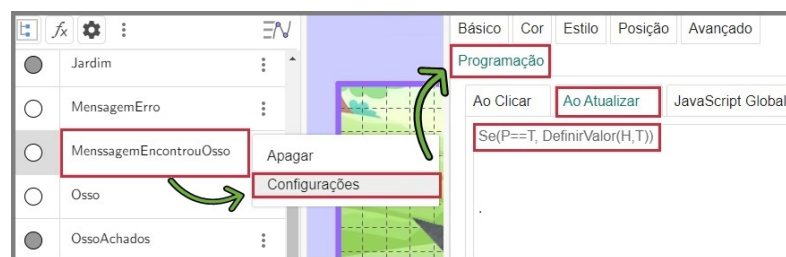 fx
Básico Cor Estilo Posição Avançado
Programação
Jardim
Ao Clicar Ao Atualizar JavaScript Global
MensagemErro
Se(P==T, DefinirValor(H,T))
MenssagemEncontrouOsso
Apagar
Configurações
Osso
.
OssoAchados